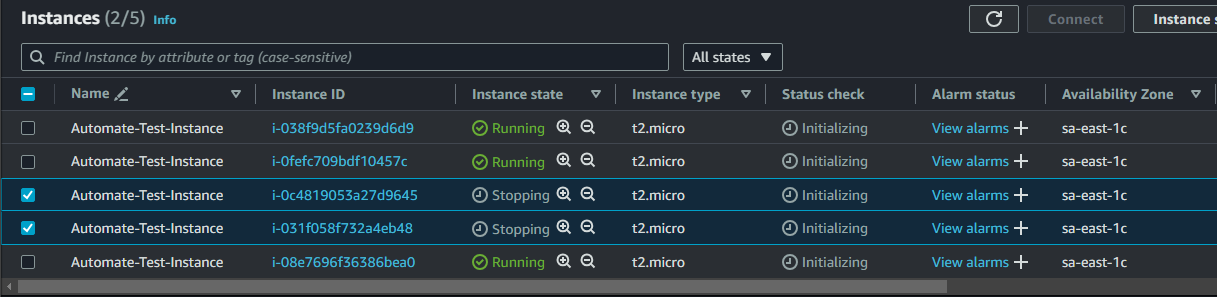 Instances (2/5) Info Connect Instance s
Find Instance by attribute or tag (case-sensitive) All states
Name Instance ID Instance state Instance type Status check Alarm status Availability Zone
Automate-Test-Instance i-038f9d5fa0239d6d9 Running t2.micro Initializing View alarms + sa-east-1c
Automate-Test-Instance i-0fefc709bdf10457c Running t2.micro Initializing View alarms + sa-east-1c
Automate-Test-Instance i-0c4819053a27d9645 Stopping t2.micro Initializing View alarms + sa-east-1c
Automate-Test-Instance i-031f058f732a4eb48 Stopping t2.micro Initializing View alarms + sa-east-1c
Automate-Test-Instance i-08e7696f36386bea0 Running t2.micro Initializing View alarms + sa-east-1c